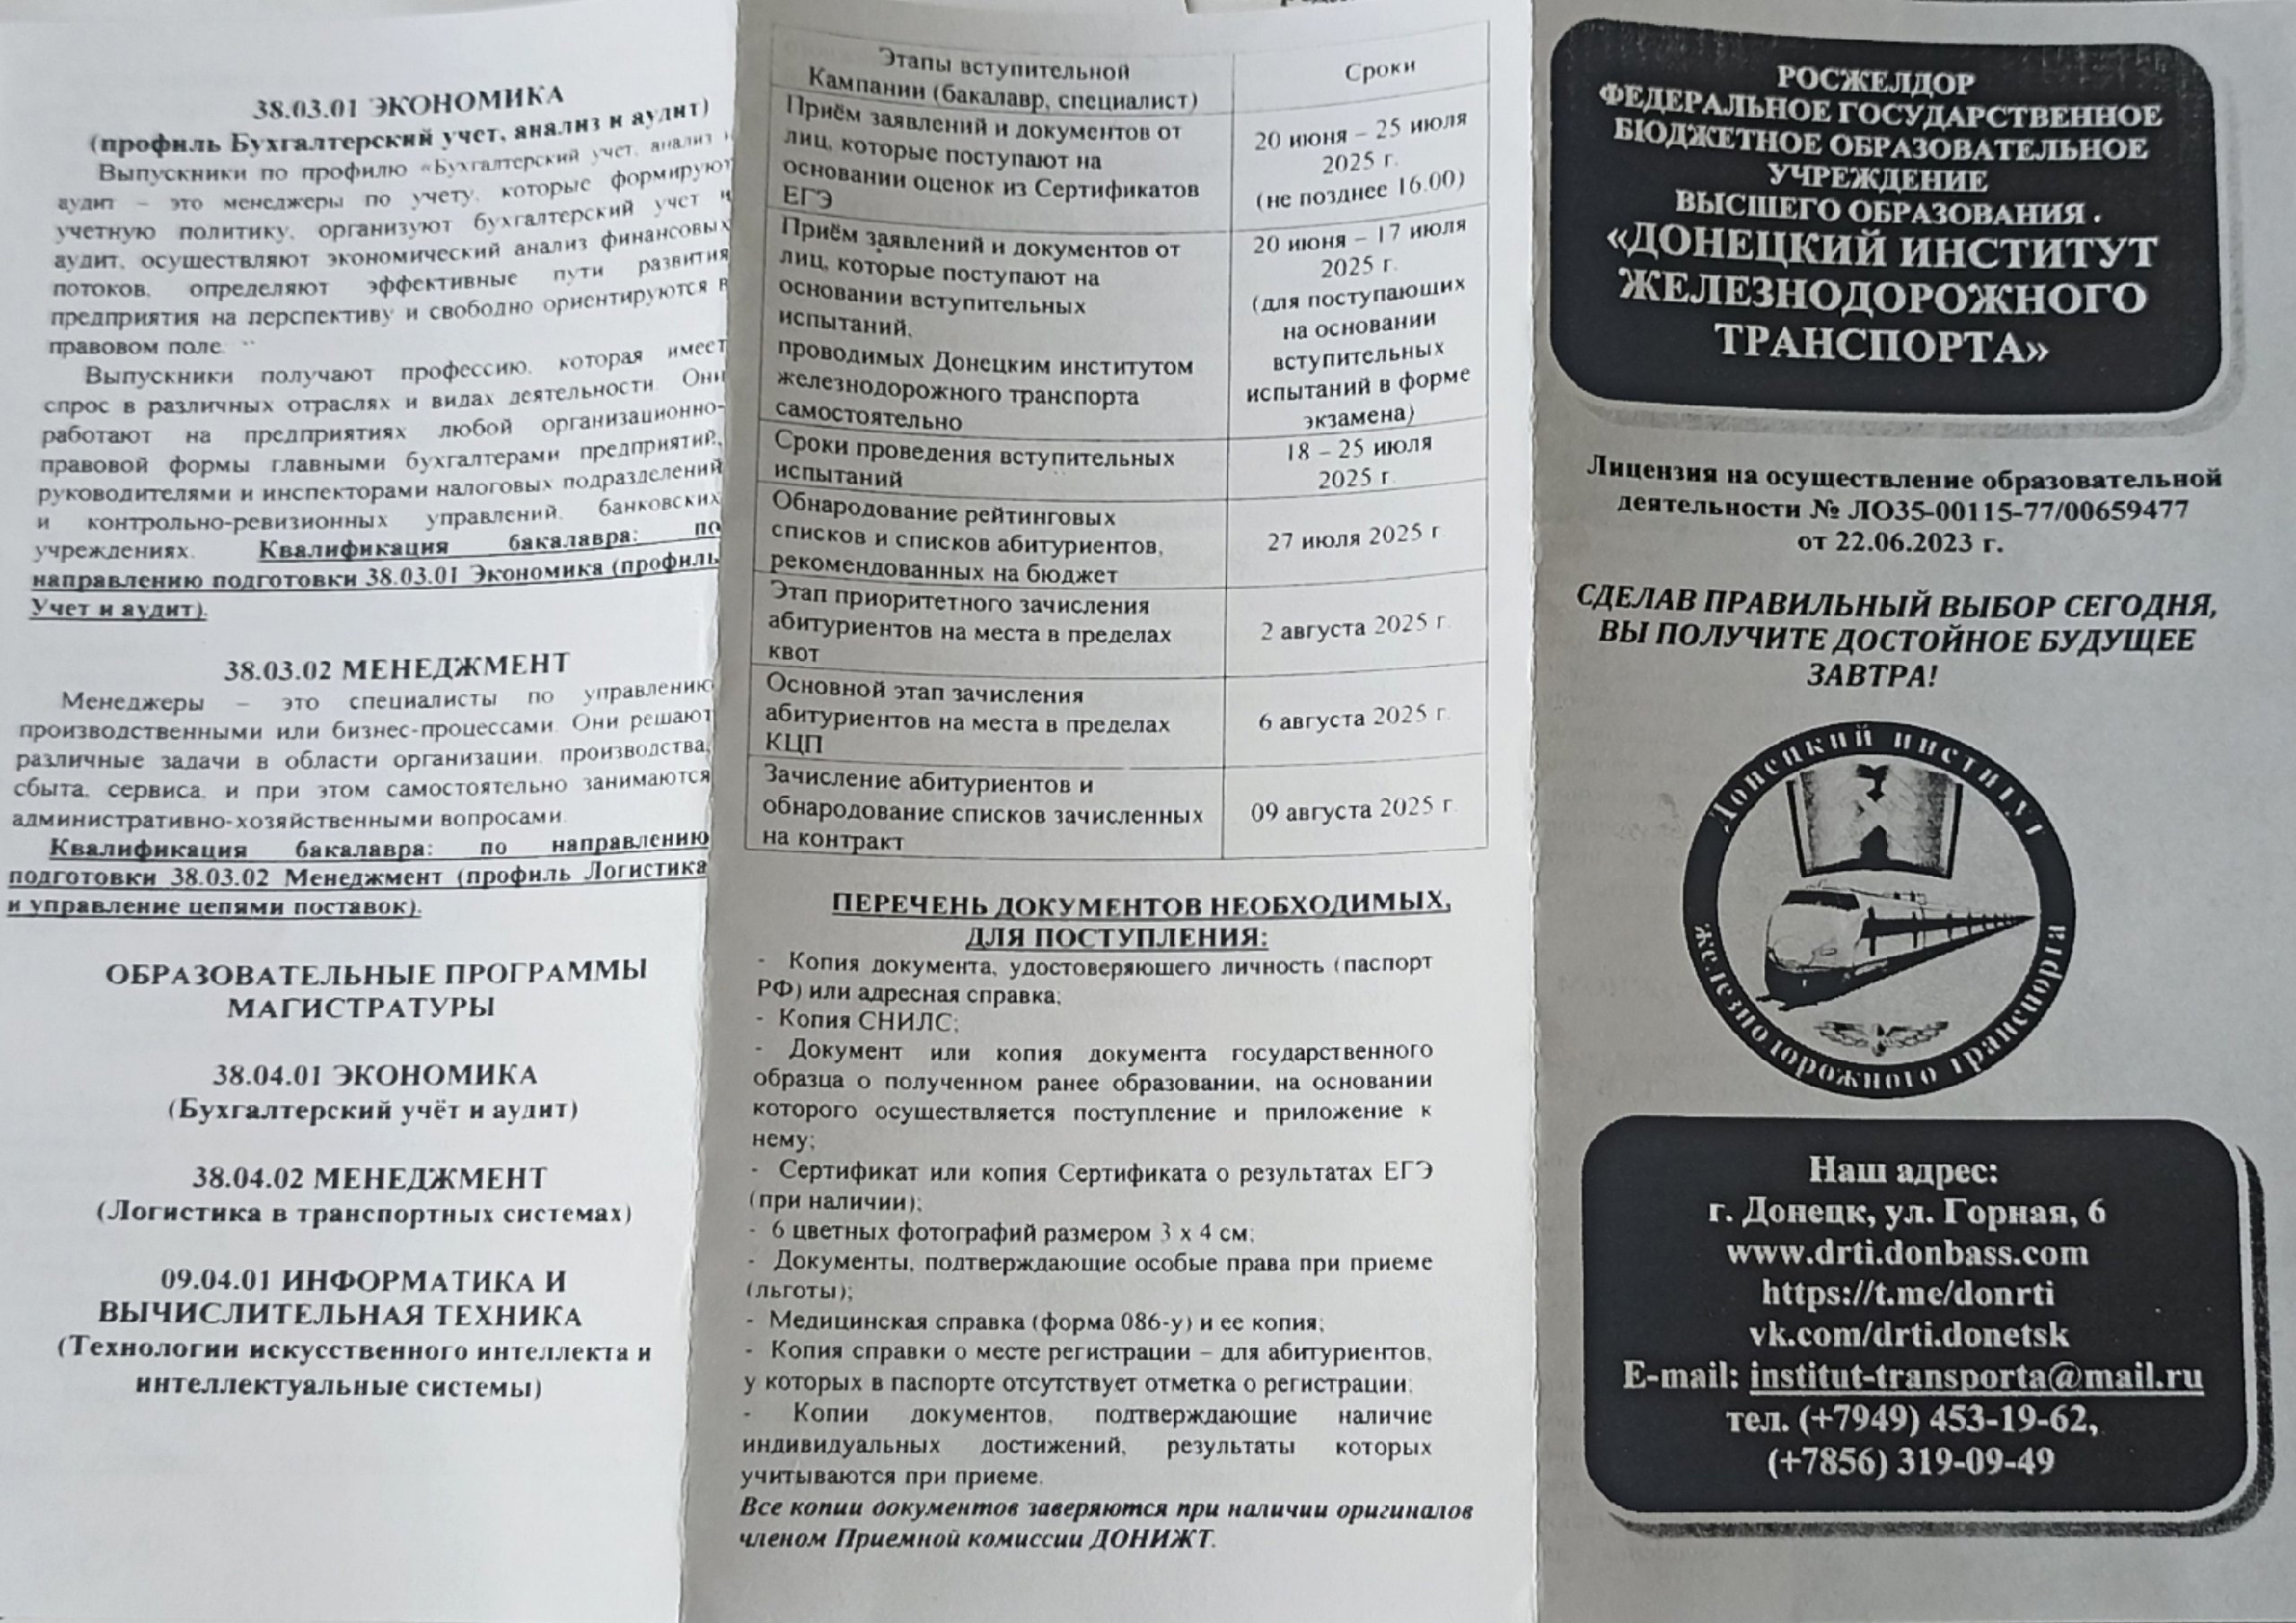 38.03.01 ЭКОНОМИКА
(профиль Бухгалтерский учет, анализ и аудит)
Выпускники по профилю «Бухгалтерский учет, анализ и
аудит – это менеджеры по учету, которые формируют
учетную политику, организуют бухгалтерский учет и
аудит, осуществляют экономический анализ финансовых
потоков, определяют эффективные пути развития
предприятия на перспективу и свободно ориентируются в
правовом поле.
Выпускники получают профессию, которая имеет
спрос в различных отраслях и видах деятельности. Они
работают на предприятиях любой организационно-
правовой формы главными бухгалтерами предприятий,
руководителями и инспекторами налоговых подразделений
и контрольно-ревизионных управлений, банковских
учреждениях. Квалификация бакалавра: по
направлению подготовки 38.03.01 Экономика (профиль
Учет и аудит).
38.03.02 МЕНЕДЖМЕНТ
Менеджеры – это специалисты по управлению
производственными или бизнес-процессами. Они решают
различные задачи в области организации, производства,
сбыта, сервиса, и при этом самостоятельно занимаются
административно-хозяйственными вопросами.
Квалификация бакалавра: по направлению
подготовки 38.03.02 Менеджмент (профиль Логистика
и управление цепями поставок).
ОБРАЗОВАТЕЛЬНЫЕ ПРОГРАММЫ
МАГИСТРАТУРЫ
38.04.01 ЭКОНОМИКА
(Бухгалтерский учёт и аудит)
38.04.02 МЕНЕДЖМЕНТ
(Логистика в транспортных системах)
09.04.01 ИНФОРМАТИКА И
ВЫЧИСЛИТЕЛЬНАЯ ТЕХНИКА
(Технологии искусственного интеллекта и
интеллектуальные системы)
Этапы вступительной
Кампании (бакалавр, специалист)
Сроки
Приём заявлений и документов от
лиц, которые поступают на
основании оценок из Сертификатов
ЕГЭ
20 июня – 25 июля
2025 г.
(не позднее 16.00)
Приём заявлений и документов от
лиц, которые поступают на
основании вступительных
испытаний,
проводимых Донецким институтом
железнодорожного транспорта
самостоятельно
20 июня – 17 июля
2025 г.
(для поступающих
на основании
вступительных
испытаний в форме
экзамена)
Сроки проведения вступительных
испытаний
18 – 25 июля
2025 г.
Обнародование рейтинговых
списков и списков абитуриентов,
рекомендованных на бюджет
27 июля 2025 г.
Этап приоритетного зачисления
абитуриентов на места в пределах
квот
2 августа 2025 г.
Основной этап зачисления
абитуриентов на места в пределах
КЦП
6 августа 2025 г.
Зачисление абитуриентов и
обнародование списков зачисленных
на контракт
09 августа 2025 г.
ПЕРЕЧЕНЬ ДОКУМЕНТОВ НЕОБХОДИМЫХ,
ДЛЯ ПОСТУПЛЕНИЯ:
- Копия документа, удостоверяющего личность (паспорт
РФ) или адресная справка;
- Копия СНИЛС;
- Документ или копия документа государственного
образца о полученном ранее образовании, на основании
которого осуществляется поступление и приложение к
нему;
- Сертификат или копия Сертификата о результатах ЕГЭ
(при наличии);
- 6 цветных фотографий размером 3 х 4 см;
- Документы, подтверждающие особые права при приеме
(льготы);
- Медицинская справка (форма 086-у) и ее копия;
- Копия справки о месте регистрации – для абитуриентов,
у которых в паспорте отсутствует отметка о регистрации;
- Копии документов, подтверждающие наличие
индивидуальных достижений, результаты которых
учитываются при приеме.
Все копии документов заверяются при наличии оригиналов
членом Приемной комиссии ДОНИЖТ.
РОСЖЕЛДОР
ФЕДЕРАЛЬНОЕ ГОСУДАРСТВЕННОЕ
БЮДЖЕТНОЕ ОБРАЗОВАТЕЛЬНОЕ
УЧРЕЖДЕНИЕ
ВЫСШЕГО ОБРАЗОВАНИЯ .
«ДОНЕЦКИЙ ИНСТИТУТ
ЖЕЛЕЗНОДОРОЖНОГО
ТРАНСПОРТА»
Лицензия на осуществление образовательной
деятельности № ЛО35-00115-77/00659477
от 22.06.2023 г.
СДЕЛАВ ПРАВИЛЬНЫЙ ВЫБОР СЕГОДНЯ,
ВЫ ПОЛУЧИТЕ ДОСТОЙНОЕ БУДУЩЕЕ
ЗАВТРА!
Донецкий институт
железнодорожного транспорта
Наш адрес:
г. Донецк, ул. Горная, 6
www.drti.donbass.com
https://t.me/donrti
vk.com/drti.donetsk
E-mail: institut-transporta@mail.ru
тел. (+7949) 453-19-62,
(+7856) 319-09-49